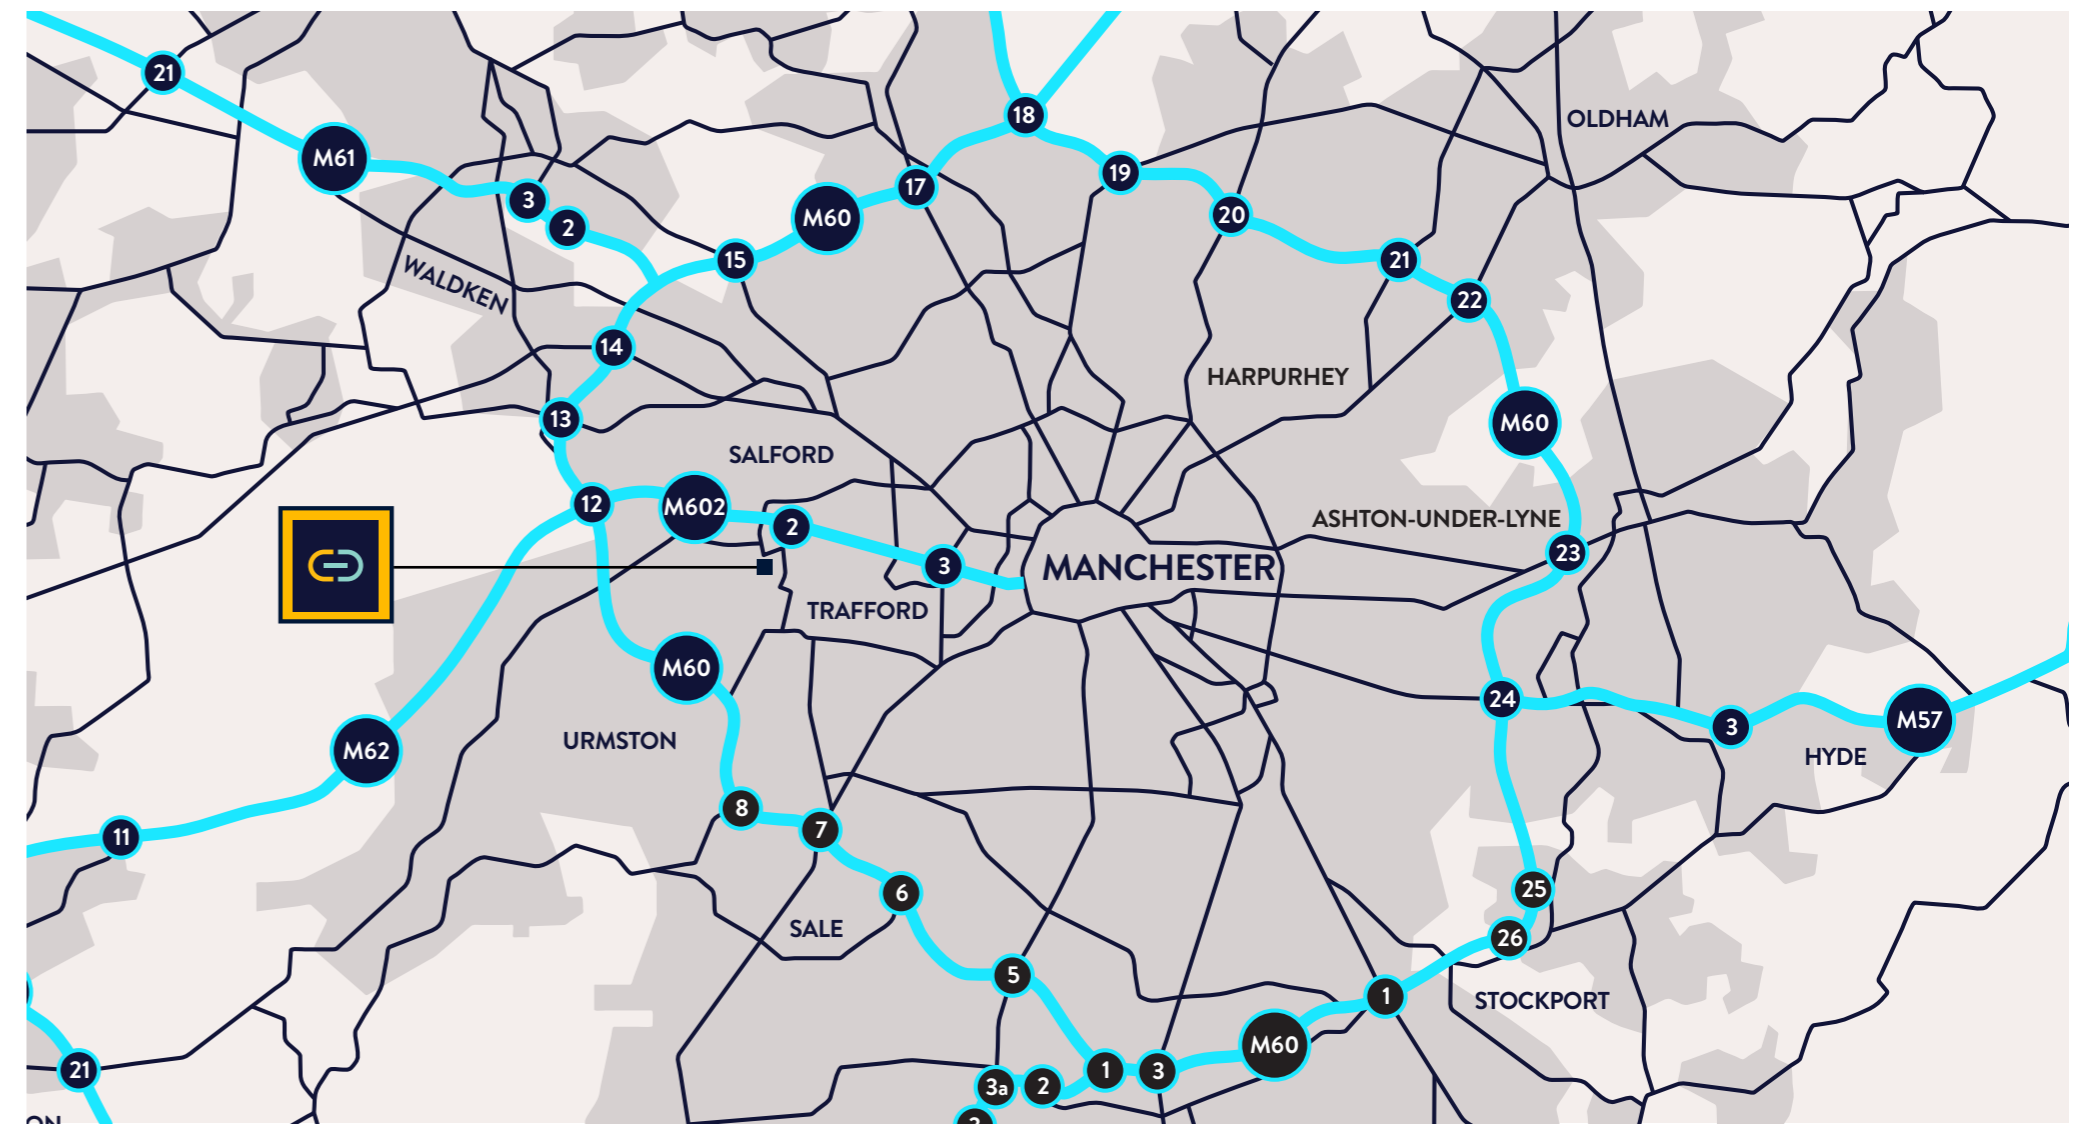 21
18
OLDHAM
M61
19
3
17
20
M60
2
15
21
WALDKEN
22
14
HARPURHEY
13
M60
SALFORD
12
M602
2
ASHTON-UNDER-LYNE
23
3
MANCHESTER
TRAFFORD
M60
24
M57
3
URMSTON
M62
HYDE
8
11
7
25
6
SALE
26
5
1
STOCKPORT
M60
21
1
3
3a
2